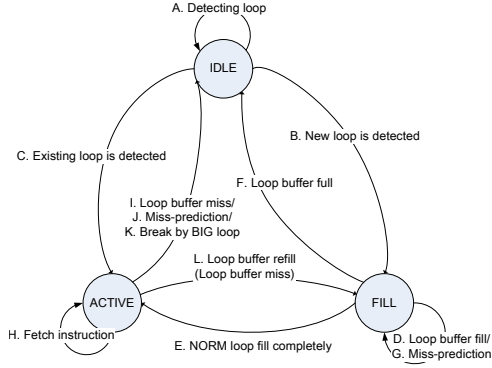 A. Detecting loop
IDLE
B. New loop is detected
C. Existing loop is detected
F. Loop buffer full
I. Loop buffer miss/
J. Miss-prediction/
K. Break by BIG loop
L. Loop buffer refill
(Loop buffer miss)
ACTIVE
FILL
H. Fetch instruction
D. Loop buffer fill/
G. Miss-prediction
E. NORM loop fill completely